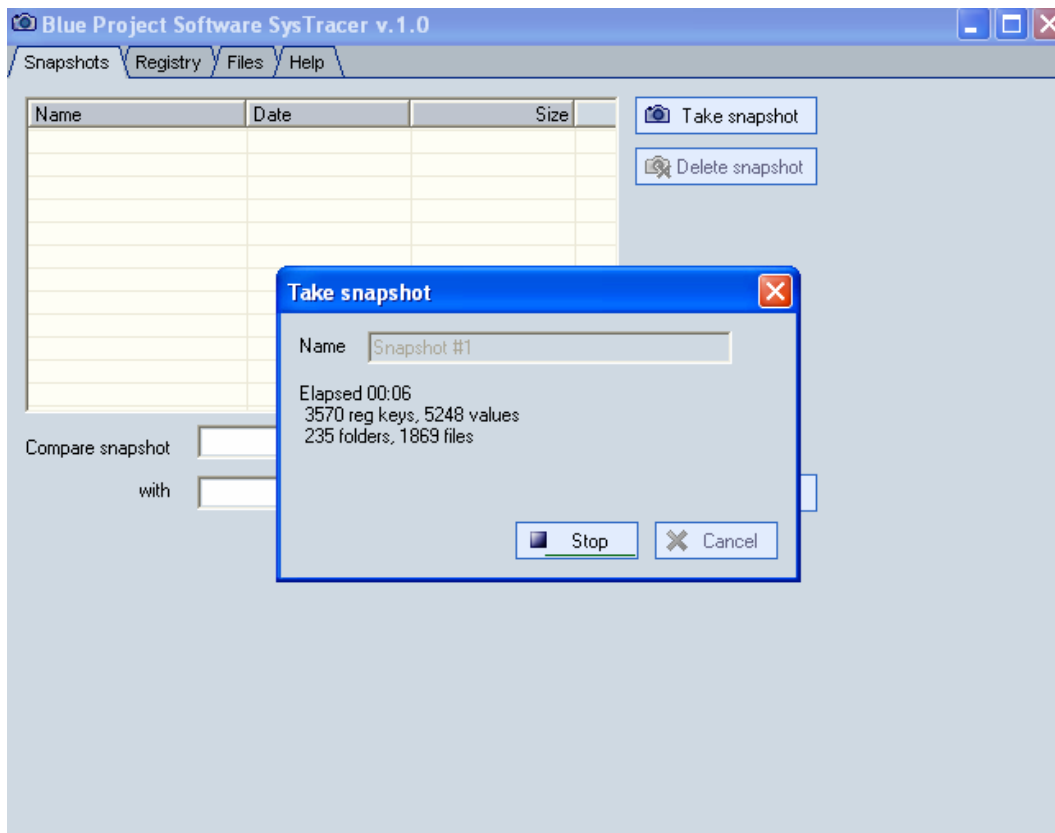 Blue Project Software SysTracer v.1.0
Snapshots Registry Files Help
Name Date Size
Take snapshot
Delete snapshot
Take snapshot
Name Snapshot #1
Elapsed 00:06
3570 reg keys, 5248 values
235 folders, 1869 files
Stop Cancel
Compare snapshot
with